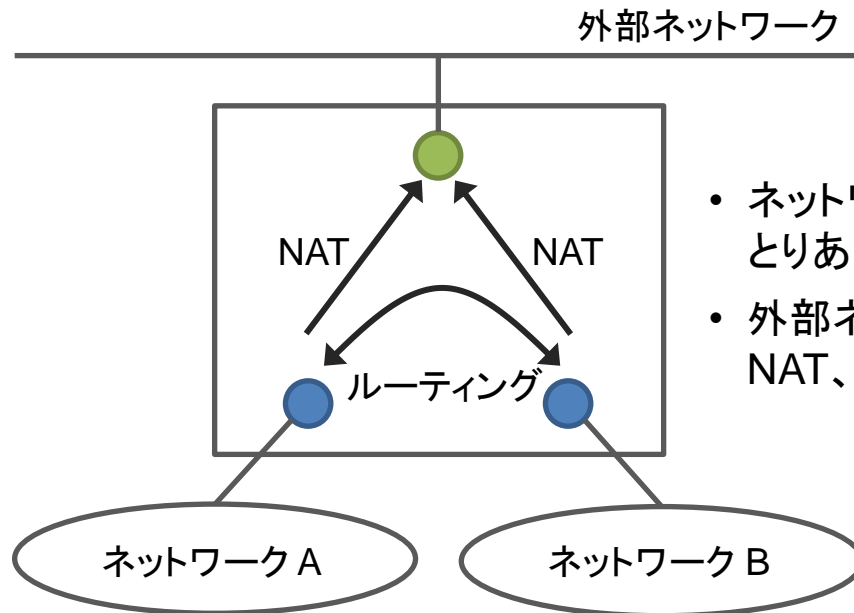 外部ネットワーク
NAT
NAT
ルーティング
ネットワーク A
ネットワーク B
• ネット
とりあ
• 外部ネ
NAT、